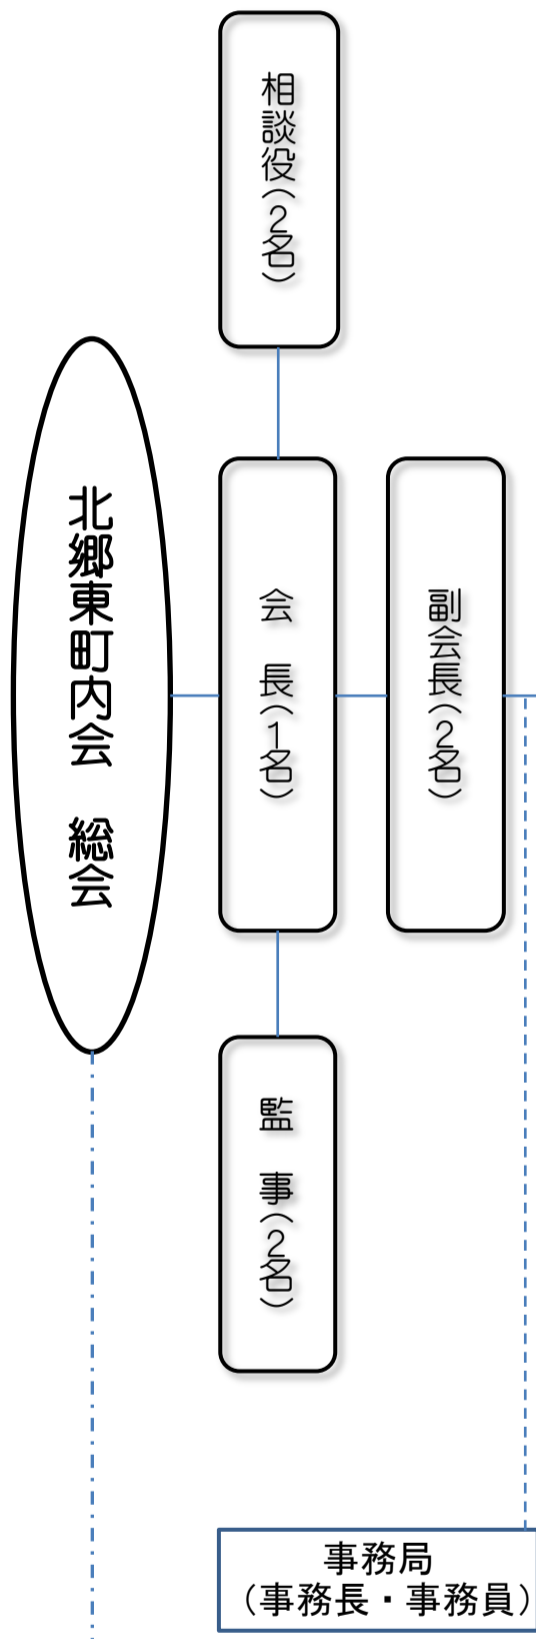 相談役(2名)
北郷東町内会　総会
会　長(1名)
副会長(2名)
監　事(2名)
事務局
(事務長・事務員)